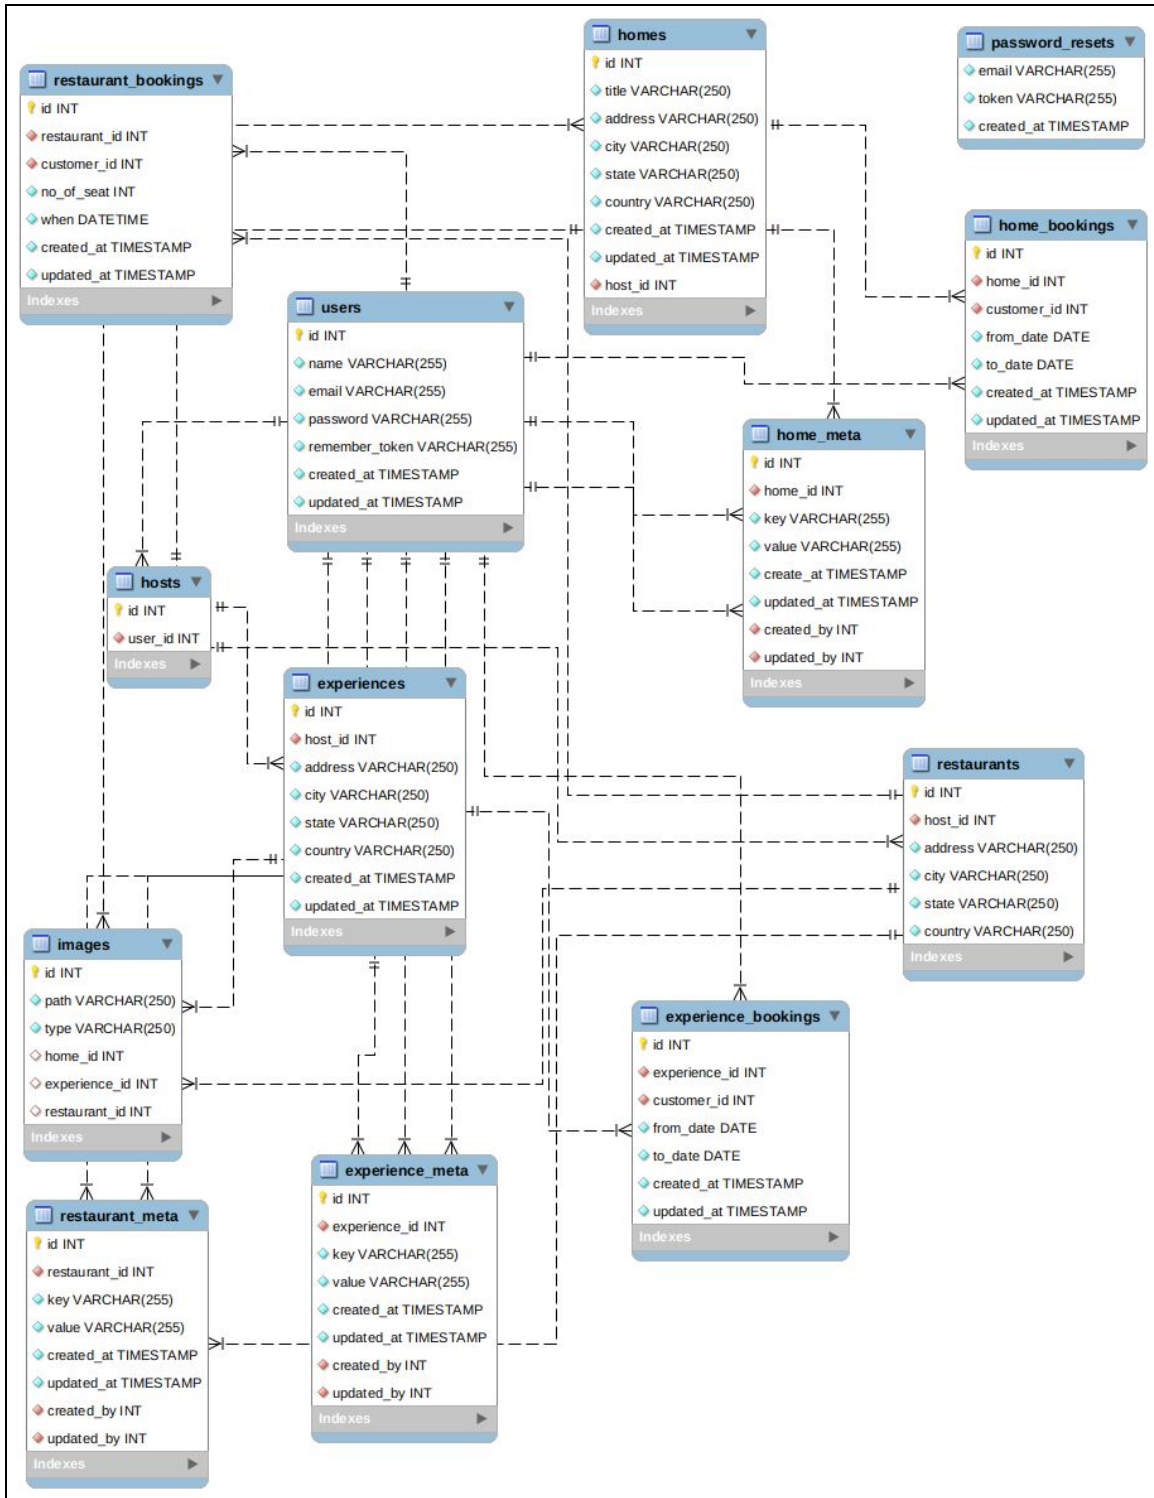 homes
id INT
title VARCHAR(250)
address VARCHAR(250)
city VARCHAR(250)
state VARCHAR(250)
country VARCHAR(250)
created_at TIMESTAMP
updated_at TIMESTAMP
host_id INT
Indexes
password_resets
email VARCHAR(255)
token VARCHAR(255)
created_at TIMESTAMP
restaurant_bookings
id INT
restaurant_id INT
customer_id INT
no_of_seat INT
when DATETIME
created_at TIMESTAMP
updated_at TIMESTAMP
Indexes
home_bookings
id INT
home_id INT
customer_id INT
from_date DATE
to_date DATE
created_at TIMESTAMP
updated_at TIMESTAMP
Indexes
users
id INT
name VARCHAR(255)
email VARCHAR(255)
password VARCHAR(255)
remember_token VARCHAR(255)
created_at TIMESTAMP
updated_at TIMESTAMP
Indexes
home_meta
id INT
home_id INT
key VARCHAR(255)
value VARCHAR(255)
create_at TIMESTAMP
updated_at TIMESTAMP
created_by INT
updated_by INT
Indexes
hosts
id INT
user_id INT
Indexes
experiences
id INT
host_id INT
address VARCHAR(250)
city VARCHAR(250)
state VARCHAR(250)
country VARCHAR(250)
created_at TIMESTAMP
updated_at TIMESTAMP
Indexes
restaurants
id INT
host_id INT
address VARCHAR(250)
city VARCHAR(250)
state VARCHAR(250)
country VARCHAR(250)
Indexes
images
id INT
path VARCHAR(250)
type VARCHAR(250)
home_id INT
experience_id INT
restaurant_id INT
Indexes
experience_bookings
id INT
experience_id INT
customer_id INT
from_date DATE
to_date DATE
created_at TIMESTAMP
updated_at TIMESTAMP
Indexes
experience_meta
id INT
experience_id INT
key VARCHAR(255)
value VARCHAR(255)
created_at TIMESTAMP
updated_at TIMESTAMP
created_by INT
updated_by INT
Indexes
restaurant_meta
id INT
restaurant_id INT
key VARCHAR(255)
value VARCHAR(255)
created_at TIMESTAMP
updated_at TIMESTAMP
created_by INT
updated_by INT
Indexes